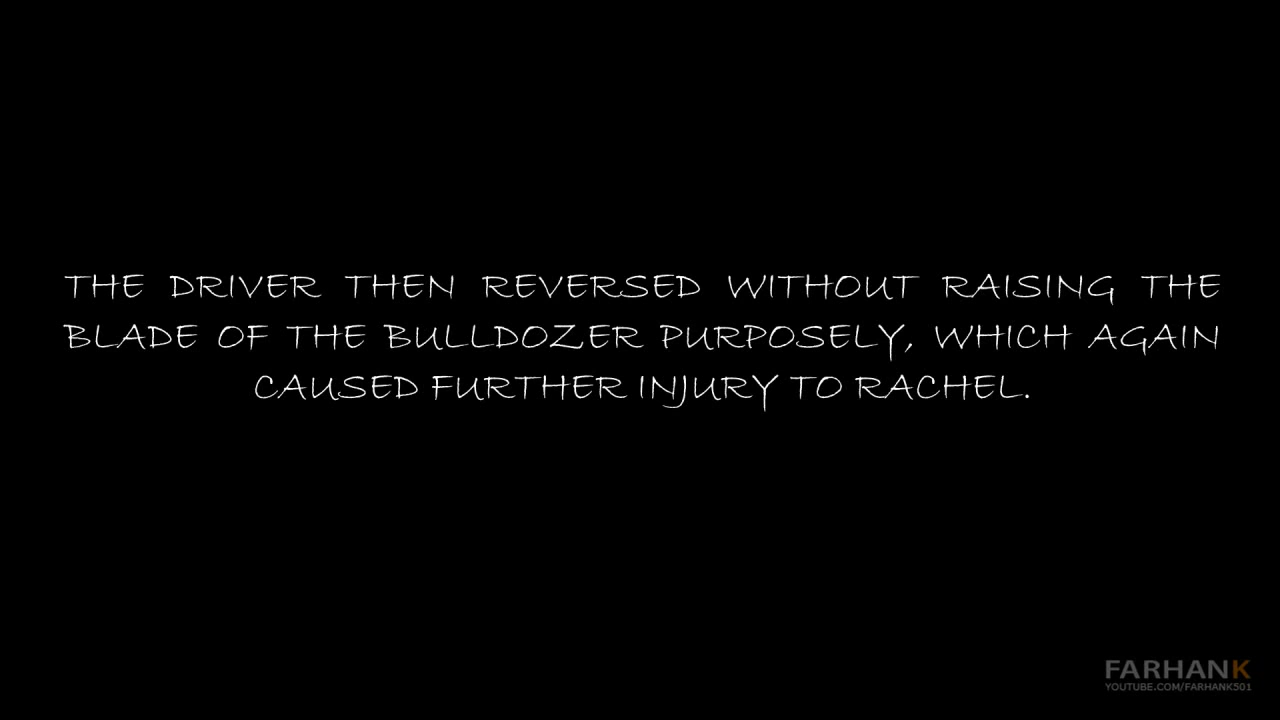 THE DRIVER THEN REVERSED WITHOUT RAISING THE
BLADE OF THE BULLDOZER PURPOSELY, WHICH AGAIN
CAUSED FURTHER INJURY TO RACHEL.
FARHANK
YOUTUBE.COM/FARHANK501